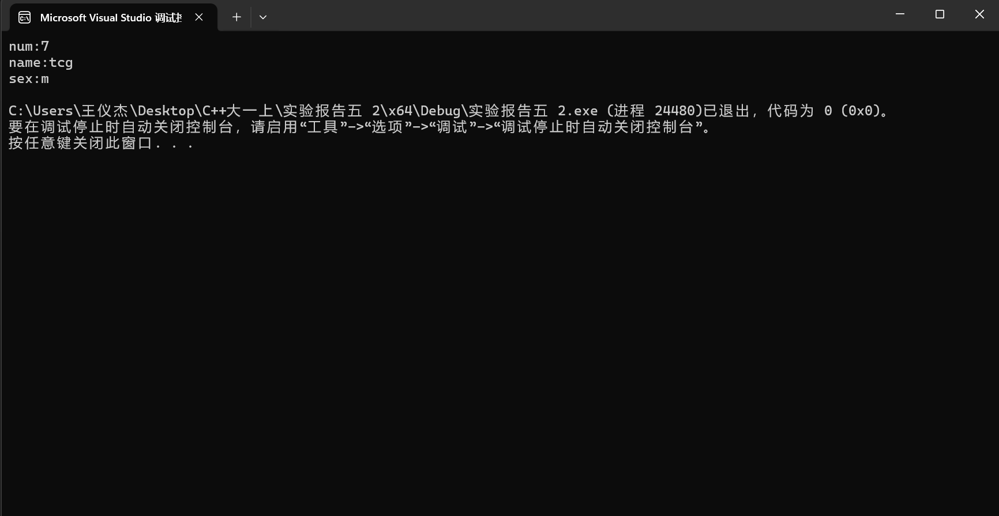 Microsoft Visual Studio 调试
num:7
name:tcg
sex:m
C:\Users\王仪杰\Desktop\C++大一上\实验报告五 2\x64\Debug\实验报告五 2.exe (进程 24480)已退出，代码为 0 (0x0)。
要在调试停止时自动关闭控制台，请启用“工具”->“选项”->“调试”->“调试停止时自动关闭控制台”。
按任意键关闭此窗口. . .